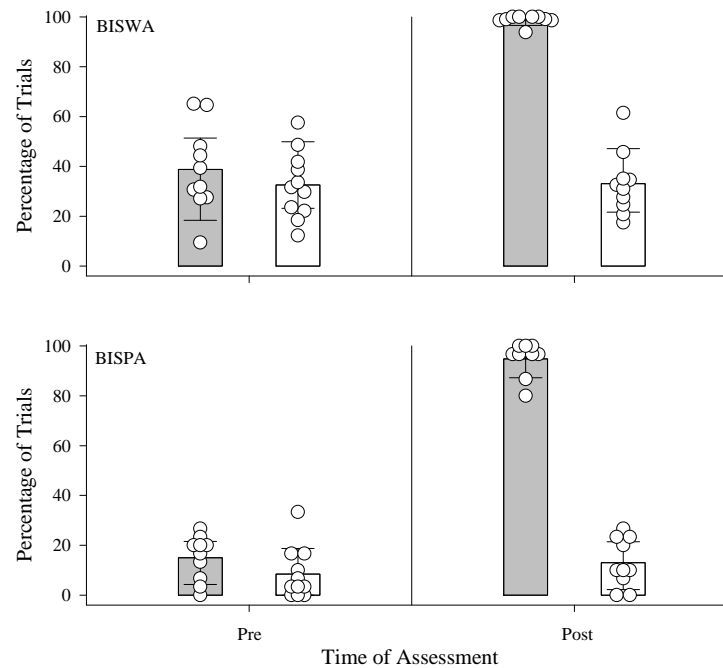 100
BISWA
80
60
40
20
0
Percentage of Trials
100
BISPA
80
60
40
20
0
Percentage of Trials
Pre
Post
Time of Assessment